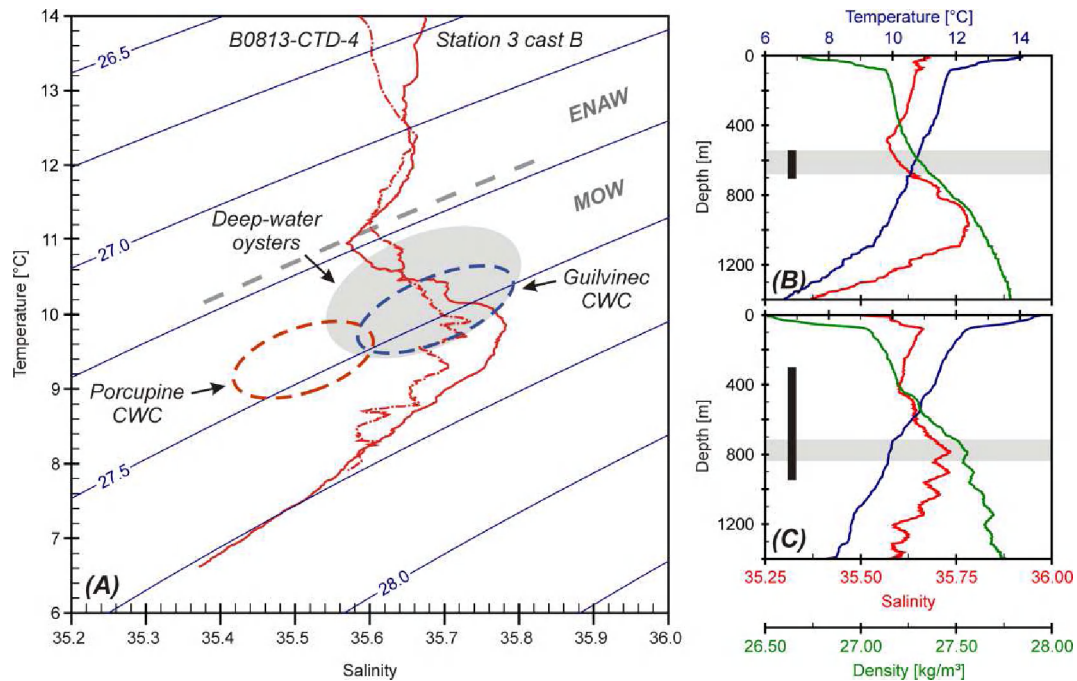 B0813-CTD-4
Station 3 cast B
26.5
27.0
27.5
28.0
ENAW
MOW
Deep-water
oysters
Guilvinec
CWC
Porcupine
CWC
(A)
14
13
12
11
10
9
8
7
6
Temperature [°C]
35.2 35.3 35.4 35.5 35.6 35.7 35.8 35.9 36.0
Salinity
Temperature [°C]
6 8 10 12 14
0
400
800
1200
Depth [m]
(B)
0
400
800
1200
Depth [m]
(C)
35.25 35.50 35.75 36.00
Salinity
26.50 27.00 27.50 28.00
Density [kg/m³]